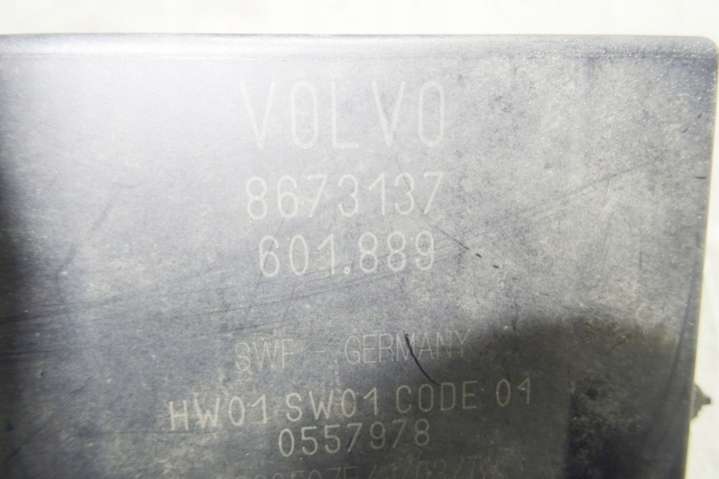 VOLVO
8673137
601.889
SWF - GERMANY
HW01 SW01 CODE 01
0557978